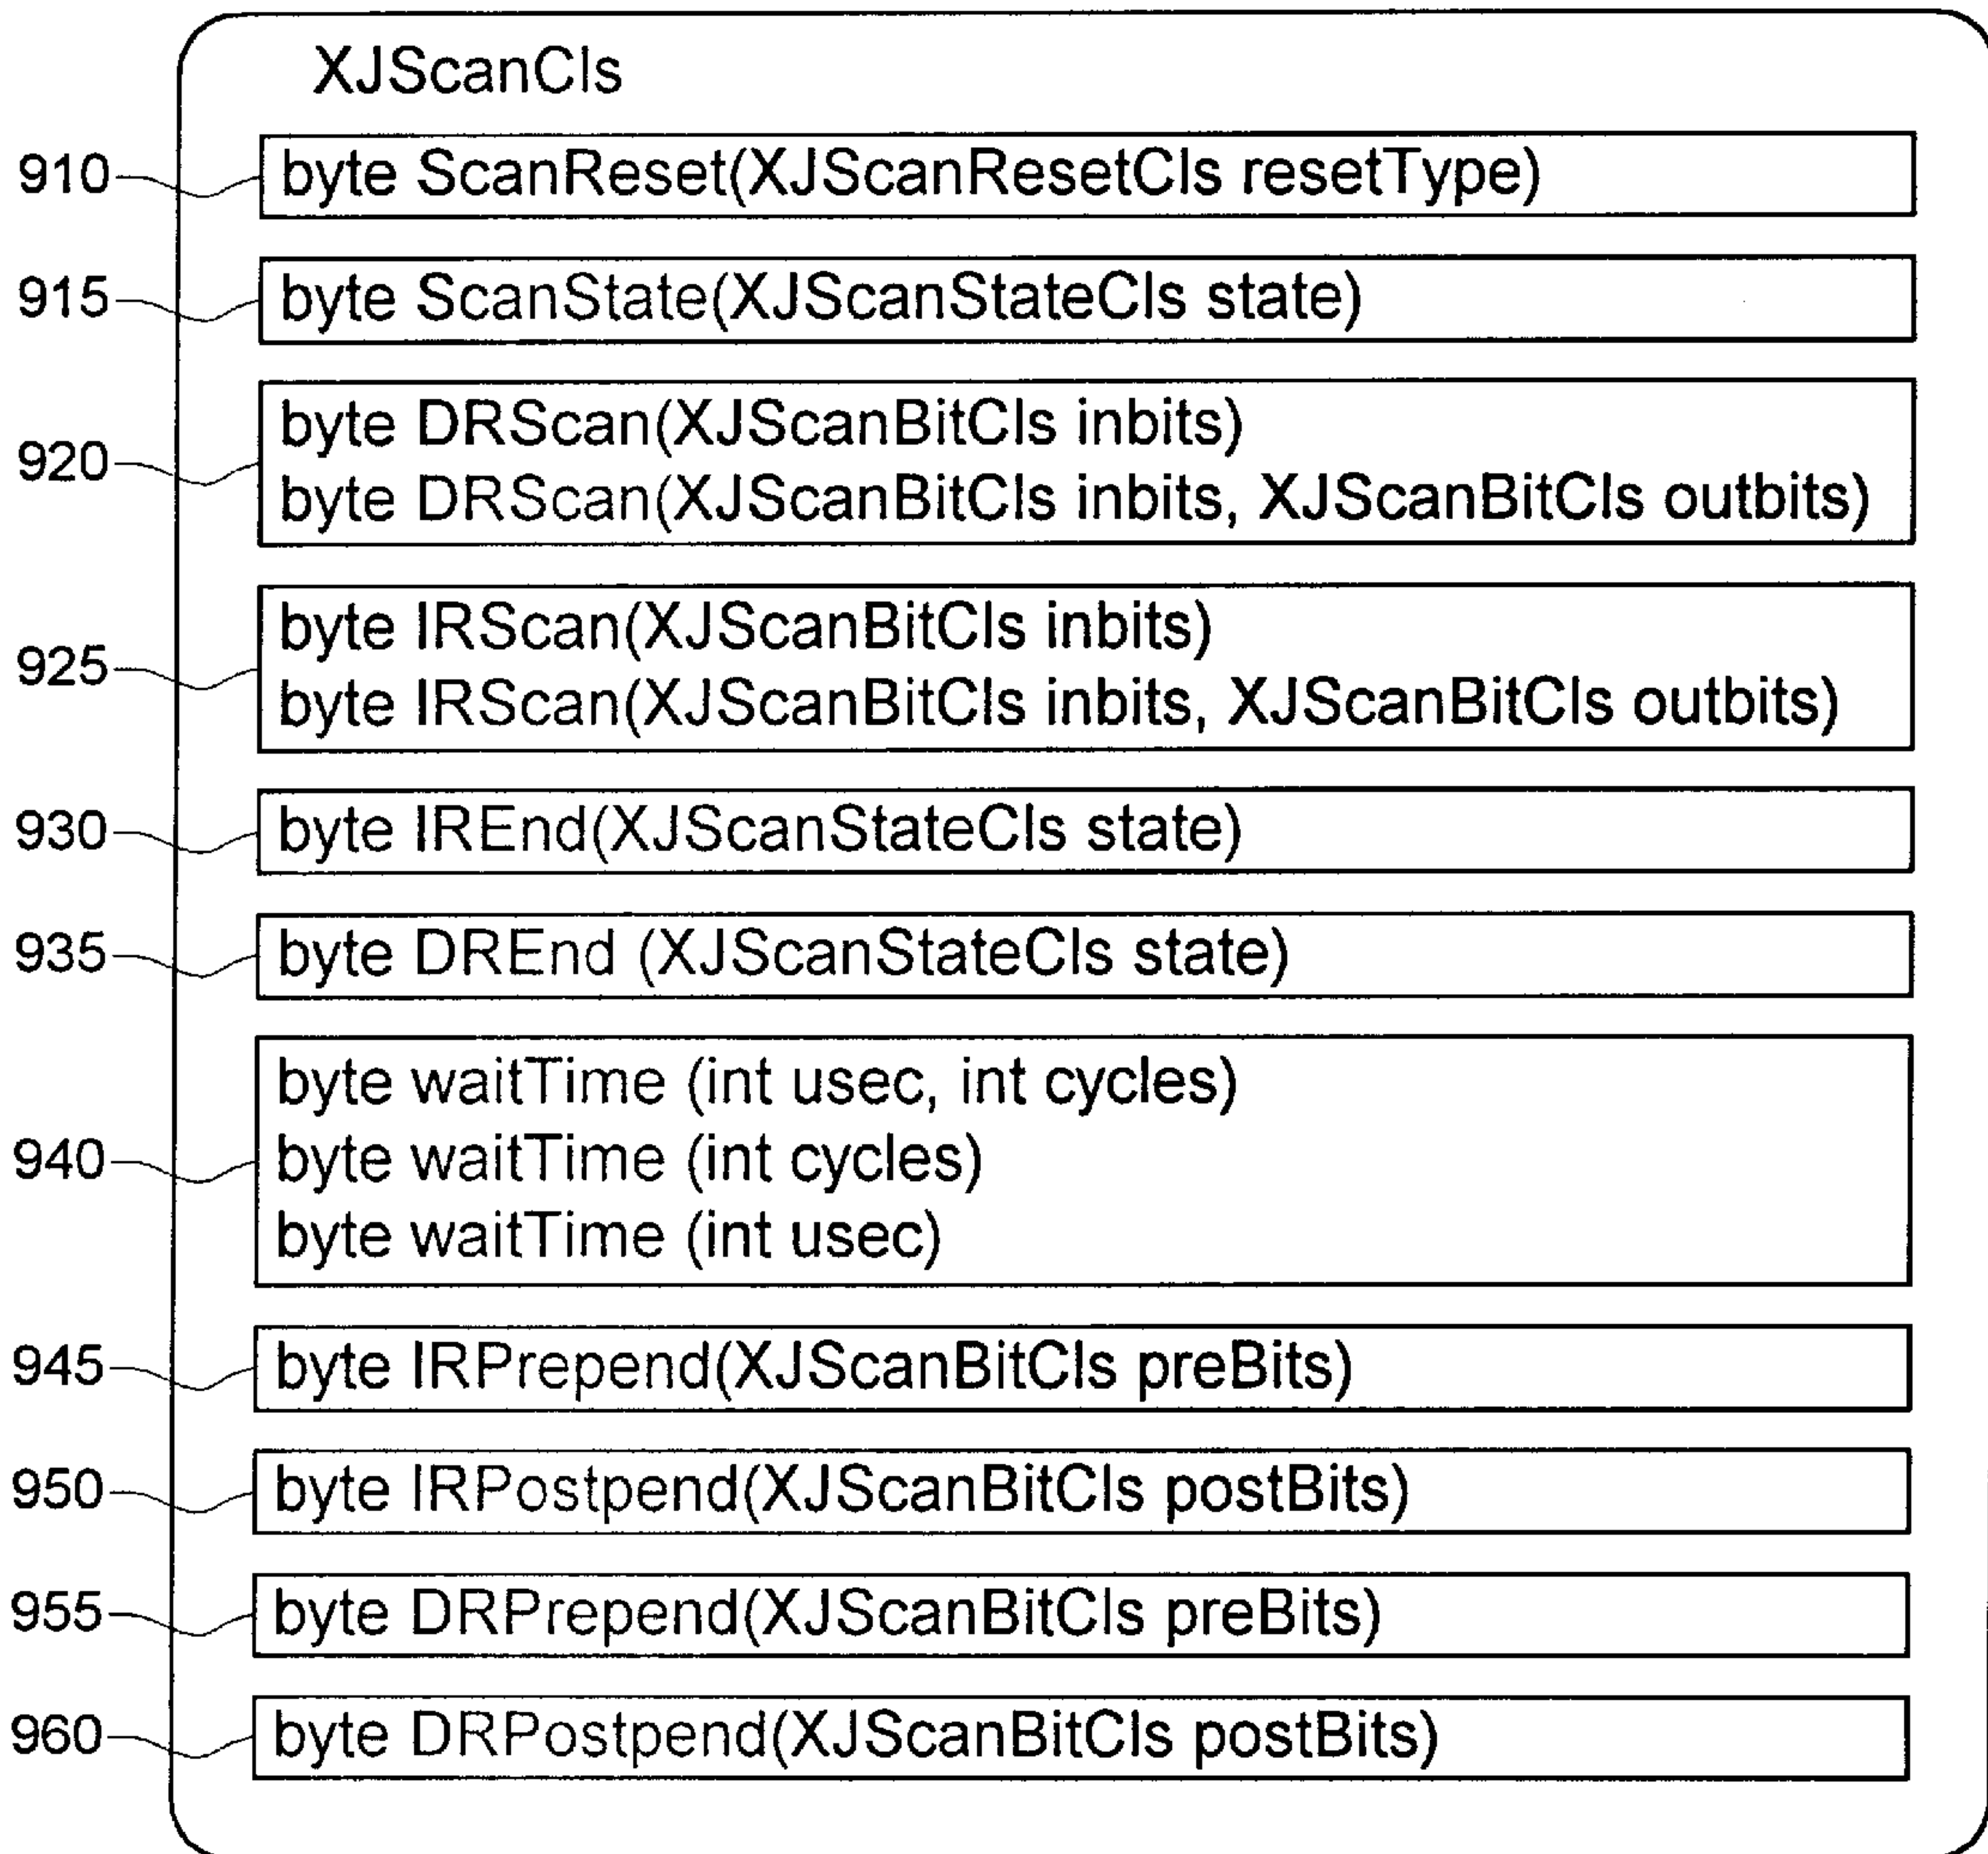 XJScanCls
910 byte ScanReset(XJScanResetCls resetType)
915 byte ScanState(XJScanStateCls state)
920 byte DRScan(XJScanBitCls inbits)
byte DRScan(XJScanBitCls inbits, XJScanBitCls outbits)
925 byte IRScan(XJScanBitCls inbits)
byte IRScan(XJScanBitCls inbits, XJScanBitCls outbits)
930 byte IREnd(XJScanStateCls state)
935 byte DREnd (XJScanStateCls state)
940 byte waitTime (int usec, int cycles)
byte waitTime (int cycles)
byte waitTime (int usec)
945 byte IRPrepend(XJScanBitCls preBits)
950 byte IRPostpend(XJScanBitCls postBits)
955 byte DRPrepend(XJScanBitCls preBits)
960 byte DRPostpend(XJScanBitCls postBits)